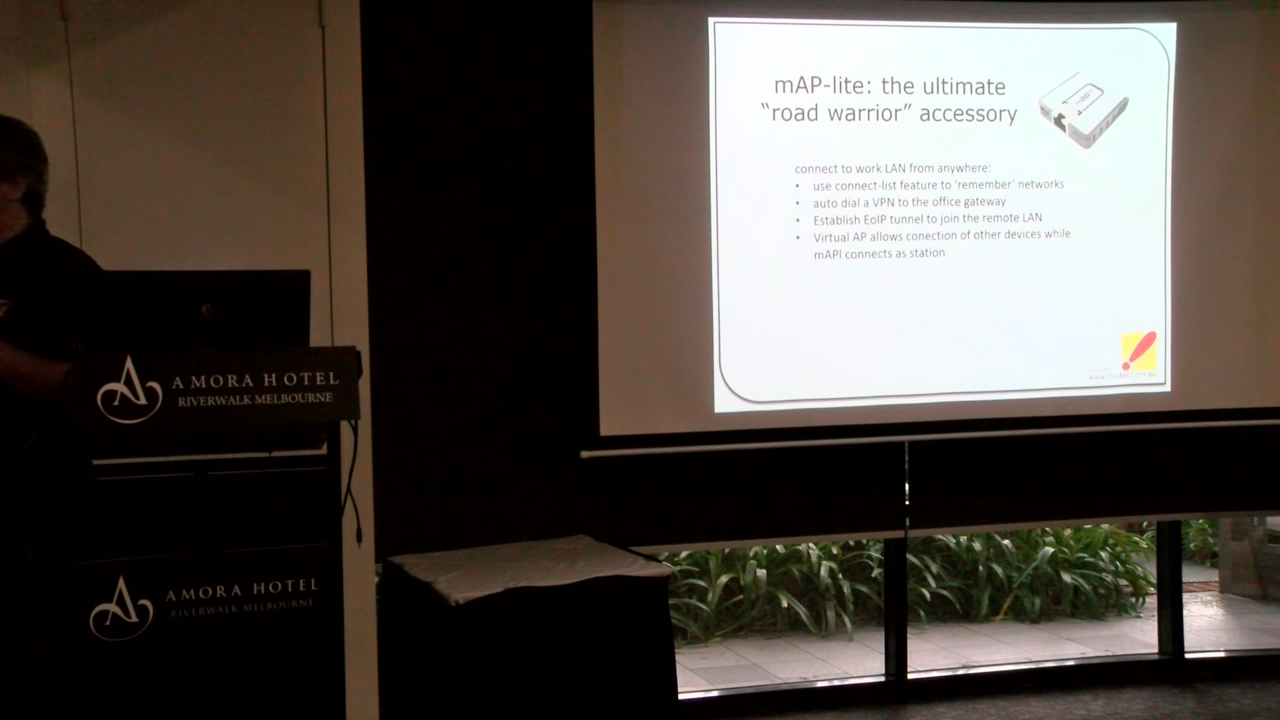 mAP-lite: the ultimate
“road warrior” accessory
connect to work LAN from anywhere:
• use connect-list feature to ‘remember’ networks
• auto dial a VPN to the office gateway
• Establish EoIP tunnel to join the remote LAN
• Virtual AP allows conection of other devices while
mAPl connects as station
AMORA HOTEL
RIVERWALK MELBOURNE
AMORA HOTEL
RIVERWALK MELBOURNE